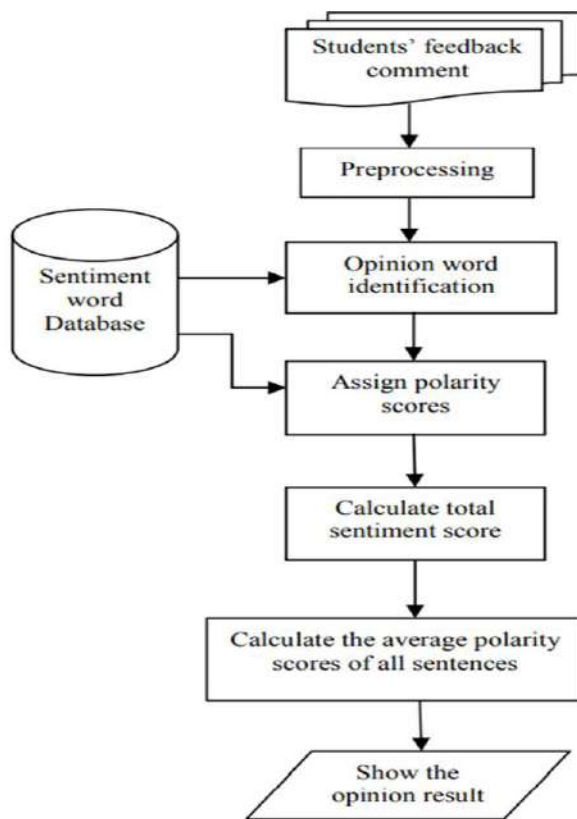 Students' feedback
comment
Preprocessing
Sentiment
word
Database
Opinion word
identification
Assign polarity
scores
Calculate total
sentiment score
Calculate the average polarity
scores of all sentences
Show the
opinion result